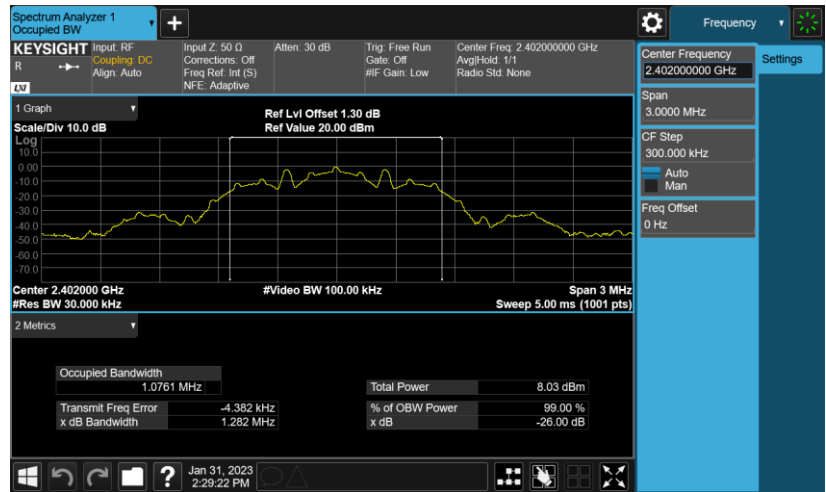 Spectrum Analyzer 1
Occupied BW
Frequency
KEYSIGHT
R
LXI
Input: RF
Coupling: DC
Align: Auto
Input Z: 50 Ω
Corrections: Off
Freq Ref: Int (S)
NFE: Adaptive
Atten: 30 dB
Trig: Free Run
Gate: Off
#IF Gain: Low
Center Freq: 2.402000000 GHz
Avg|Hold: 1/1
Radio Std: None
Center Frequency
2.402000000 GHz
Settings
Span
3.0000 MHz
CF Step
300.000 kHz
Auto
Man
Freq Offset
0 Hz
1 Graph
Scale/Div 10.0 dB
Ref Lvl Offset 1.30 dB
Ref Value 20.00 dBm
Log
10.0
0.00
-10.0
-20.0
-30.0
-40.0
-50.0
-60.0
-70.0
Center 2.402000 GHz
#Video BW 100.00 kHz
Span 3 MHz
#Res BW 30.000 kHz
Sweep 5.00 ms (1001 pts)
2 Metrics
Occupied Bandwidth
1.0761 MHz
Total Power 8.03 dBm
Transmit Freq Error -4.382 kHz
% of OBW Power 99.00 %
x dB Bandwidth 1.282 MHz
x dB -26.00 dB
?
Jan 31, 2023
2:29:22 PM